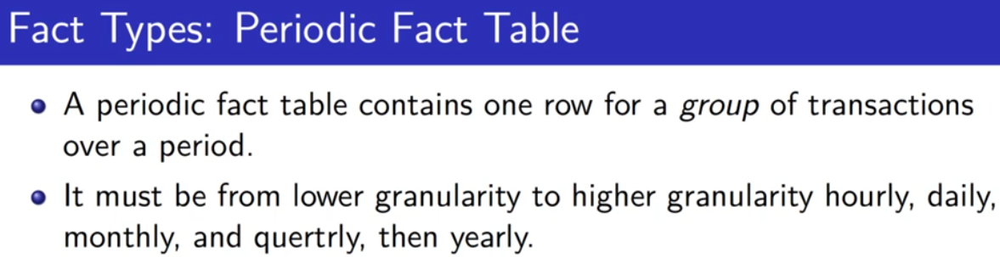 Fact Types: Periodic Fact Table
A periodic fact table contains one row for a group of transactions
over a period.
It must be from lower granularity to higher granularity hourly, daily,
monthly, and quertrly, then yearly.